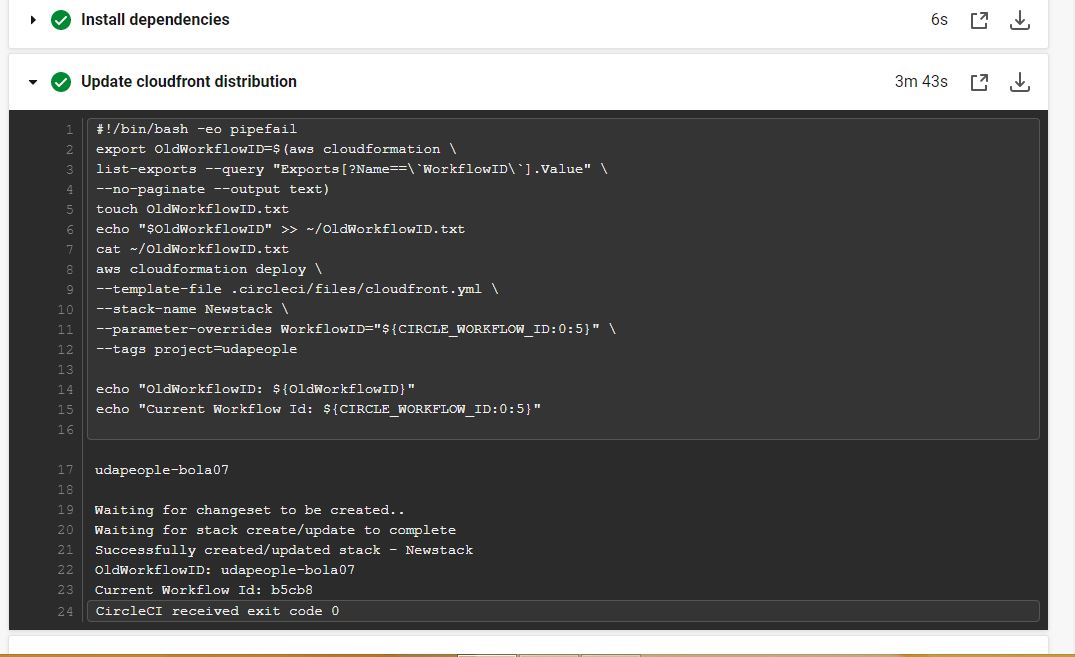 Install dependencies 6s
Update cloudfront distribution 3m 43s
1 #!/bin/bash -eo pipefail
2 export OldWorkflowID=$(aws cloudformation \
3 list-exports --query "Exports[?Name==\`WorkflowID\`].Value" \
4 --no-paginate --output text)
5 touch OldWorkflowID.txt
6 echo "$OldWorkflowID" >> ~/OldWorkflowID.txt
7 cat ~/OldWorkflowID.txt
8 aws cloudformation deploy \
9 --template-file .circleci/files/cloudfront.yml \
10 --stack-name Newstack \
11 --parameter-overrides WorkflowID="${CIRCLE_WORKFLOW_ID:0:5}" \
12 --tags project=udapeople
13
14 echo "OldWorkflowID: ${OldWorkflowID}"
15 echo "Current Workflow Id: ${CIRCLE_WORKFLOW_ID:0:5}"
16
17 udapeople-bola07
18
19 Waiting for changeset to be created..
20 Waiting for stack create/update to complete
21 Successfully created/updated stack - Newstack
22 OldWorkflowID: udapeople-bola07
23 Current Workflow Id: b5cb8
24 CircleCI received exit code 0